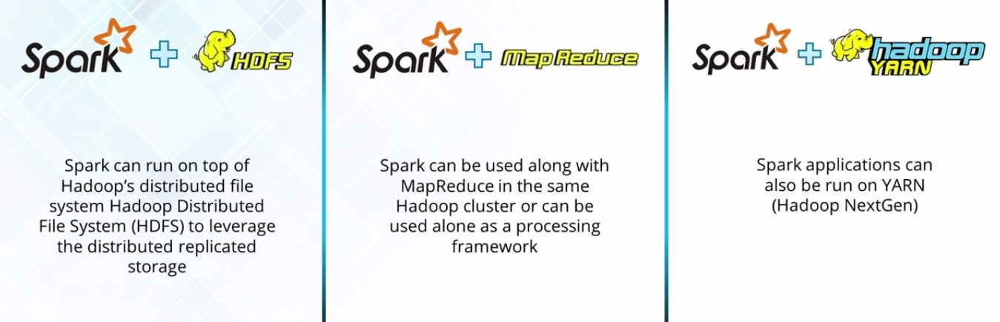 Spark + HDFS
Spark can run on top of
Hadoop's distributed file
system Hadoop Distributed
File System (HDFS) to leverage
the distributed replicated
storage
Spark + Map Reduce
Spark can be used along with
MapReduce in the same
Hadoop cluster or can be
used alone as a processing
framework
Spark + hadoop
YARN
Spark applications can
also be run on YARN
(Hadoop NextGen)